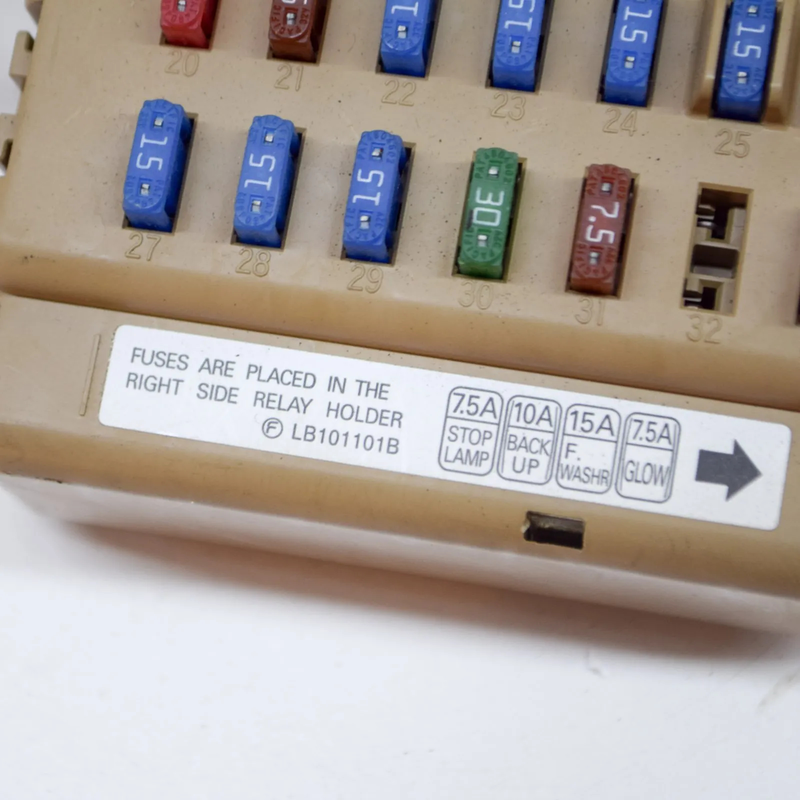 20 21 22 23 24 25
15 15 15 30 7.5
27 28 29 30 31 32
FUSES ARE PLACED IN THE
RIGHT SIDE RELAY HOLDER
Ⓕ LB101101B
7.5A 10A 15A 7.5A
STOP BACK F. GLOW
LAMP UP WASHR